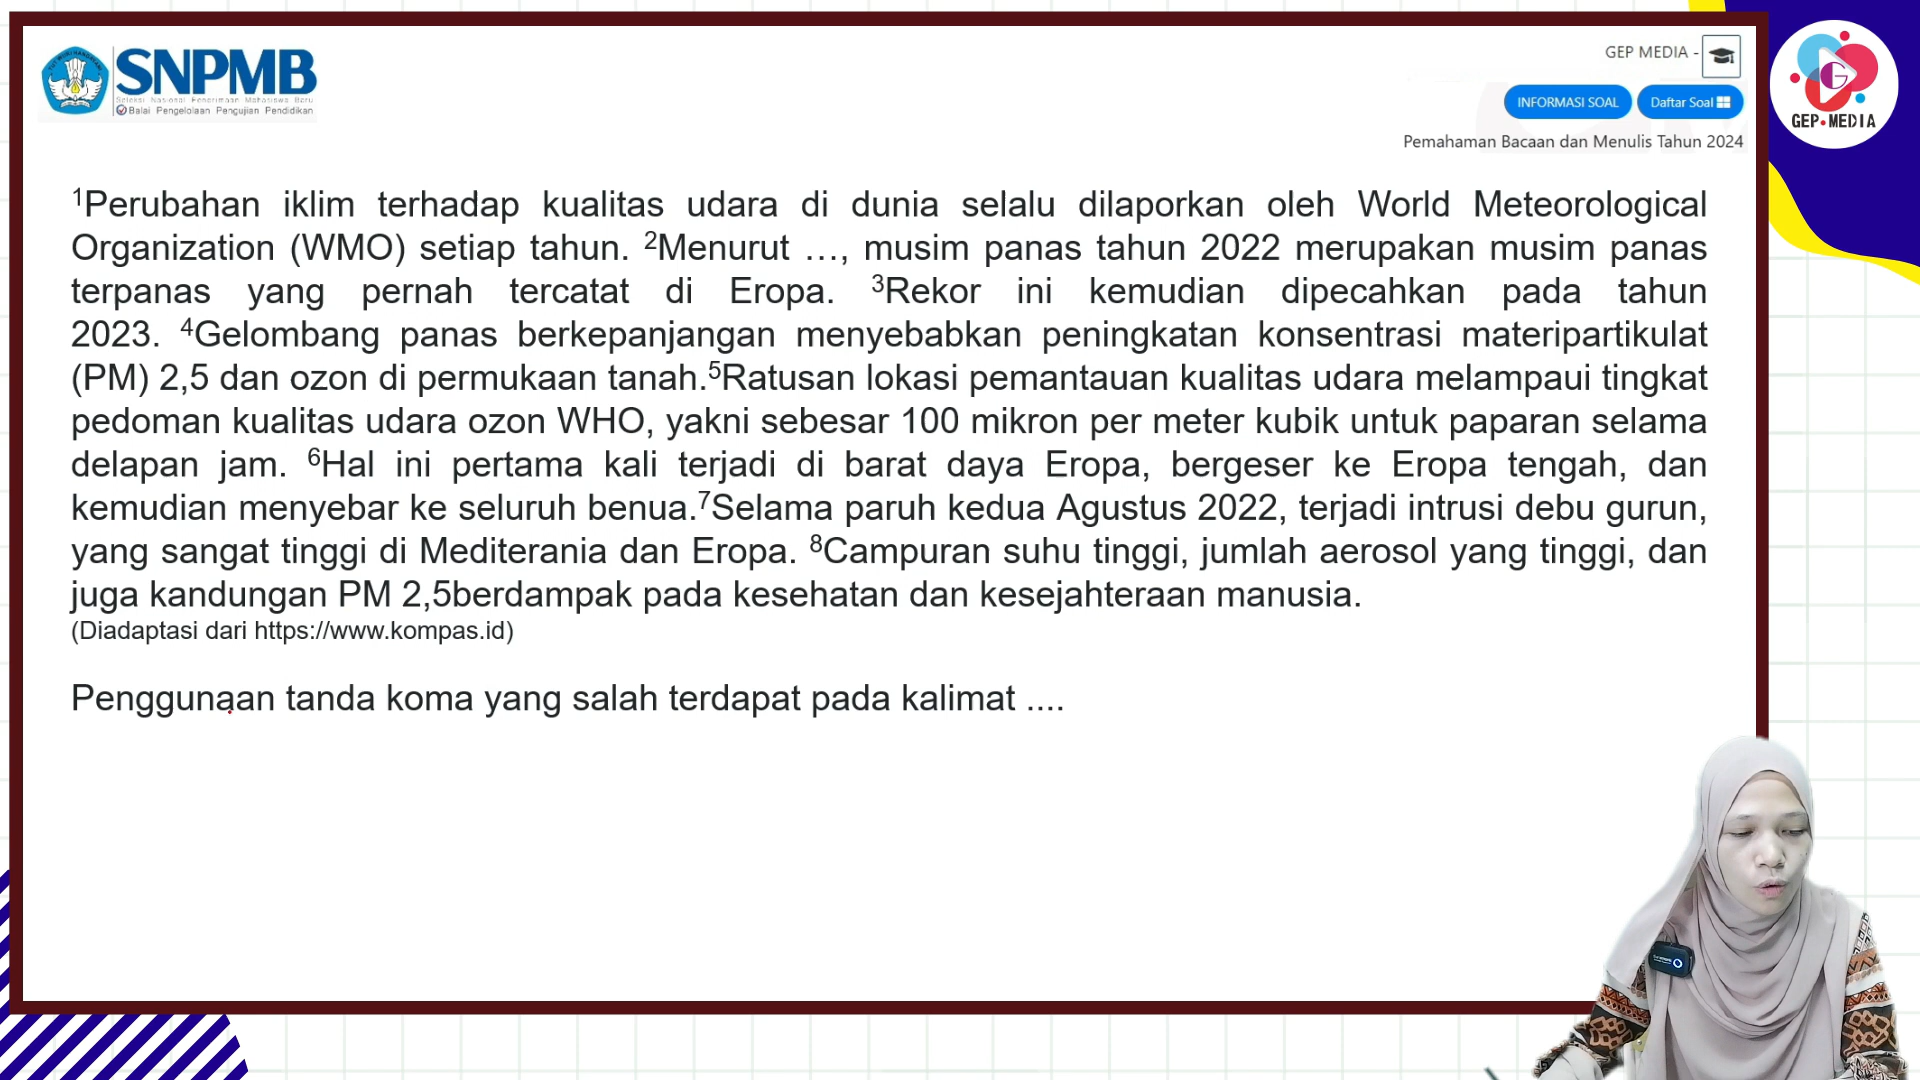 SNPMB
Seleksi Nasional Penerimaan Mahasiswa Baru
Balai Pengelolaan Pengujian Pendidikan
GEP MEDIA -
INFORMASI SOAL
Daftar Soal
Pemahaman Bacaan dan Menulis Tahun 2024
G
GEP•MEDIA
¹Perubahan iklim terhadap kualitas udara di dunia selalu dilaporkan oleh World Meteorological
Organization (WMO) setiap tahun. ²Menurut …, musim panas tahun 2022 merupakan musim panas
terpanas yang pernah tercatat di Eropa. ³Rekor ini kemudian dipecahkan pada tahun
2023. ⁴Gelombang panas berkepanjangan menyebabkan peningkatan konsentrasi materipartikulat
(PM) 2,5 dan ozon di permukaan tanah.⁵Ratusan lokasi pemantauan kualitas udara melampaui tingkat
pedoman kualitas udara ozon WHO, yakni sebesar 100 mikron per meter kubik untuk paparan selama
delapan jam. ⁶Hal ini pertama kali terjadi di barat daya Eropa, bergeser ke Eropa tengah, dan
kemudian menyebar ke seluruh benua.⁷Selama paruh kedua Agustus 2022, terjadi intrusi debu gurun,
yang sangat tinggi di Mediterania dan Eropa. ⁸Campuran suhu tinggi, jumlah aerosol yang tinggi, dan
juga kandungan PM 2,5berdampak pada kesehatan dan kesejahteraan manusia.
(Diadaptasi dari https://www.kompas.id)
Penggunaan tanda koma yang salah terdapat pada kalimat ....